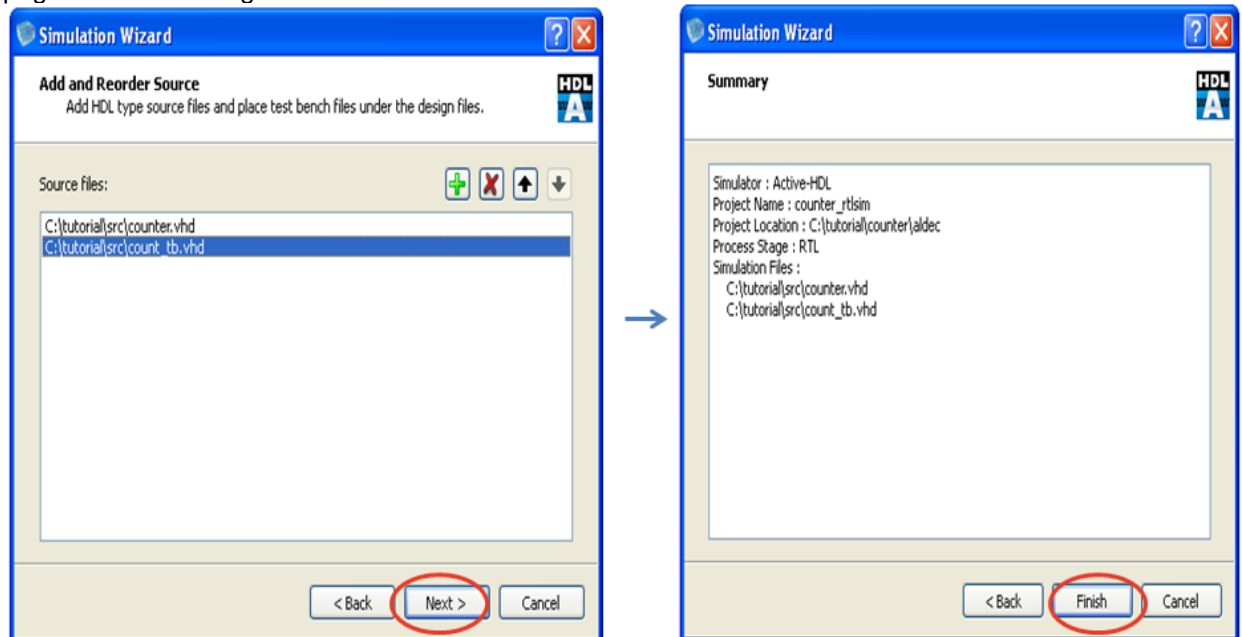 Simulation Wizard
Add and Reorder Source
Add HDL type source files and place test bench files under the design files.
HDL
Source files:
C:\tutorial\src\counter.vhd
C:\tutorial\src\count_tb.vhd
< Back
Next >
Cancel
Simulation Wizard
Summary
HDL
Simulator : Active-HDL
Project Name : counter_rtlsim
Project Location : C:\tutorial\counter\aldec
Process Stage : RTL
Simulation Files :
C:\tutorial\src\counter.vhd
C:\tutorial\src\count_tb.vhd
< Back
Finish
Cancel